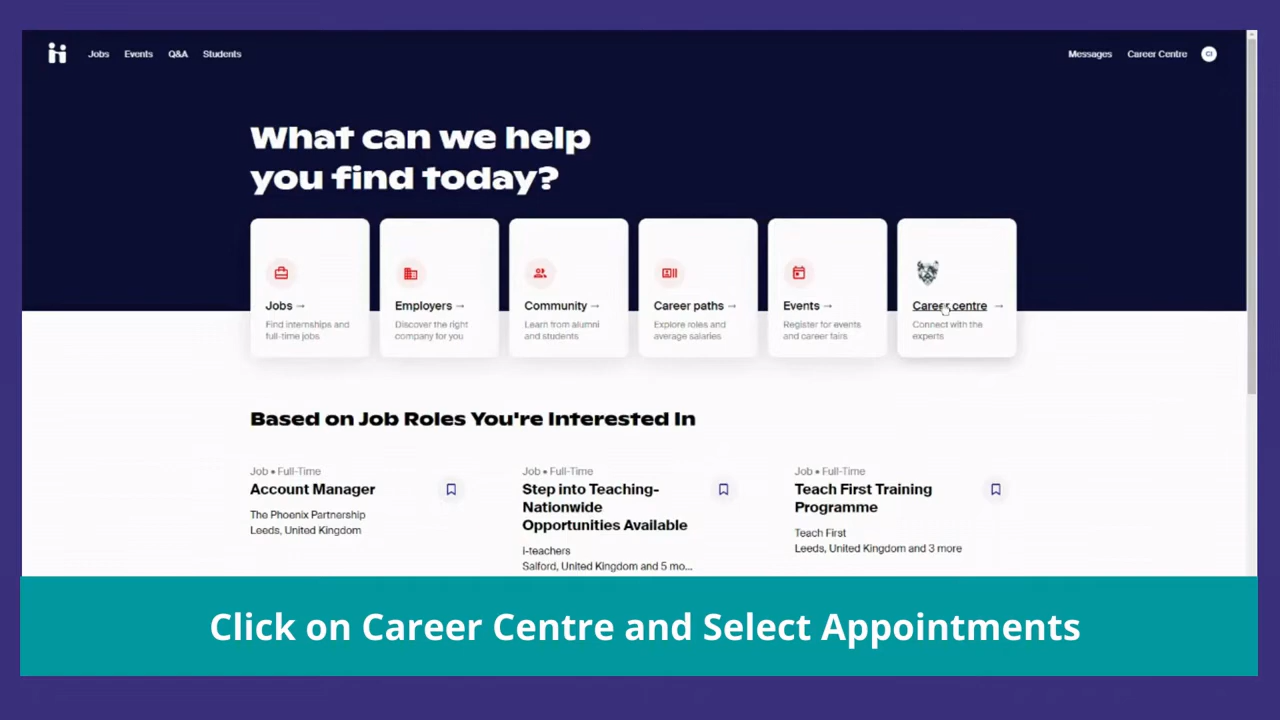 Jobs Events Q&A Students Messages Career Centre CI
What can we help
you find today?
Jobs → Employers → Community → Career paths → Events → Career centre →
Find internships and Discover the right Learn from alumni Explore roles and Register for events Connect with the
full-time jobs company for you and students average salaries and career fairs experts
Based on Job Roles You're Interested In
Job • Full-Time
Account Manager
The Phoenix Partnership
Leeds, United Kingdom
Job • Full-Time
Step into Teaching-
Nationwide
Opportunities Available
i-teachers
Salford, United Kingdom and 5 mo...
Job • Full-Time
Teach First Training
Programme
Teach First
Leeds, United Kingdom and 3 more
Click on Career Centre and Select Appointments